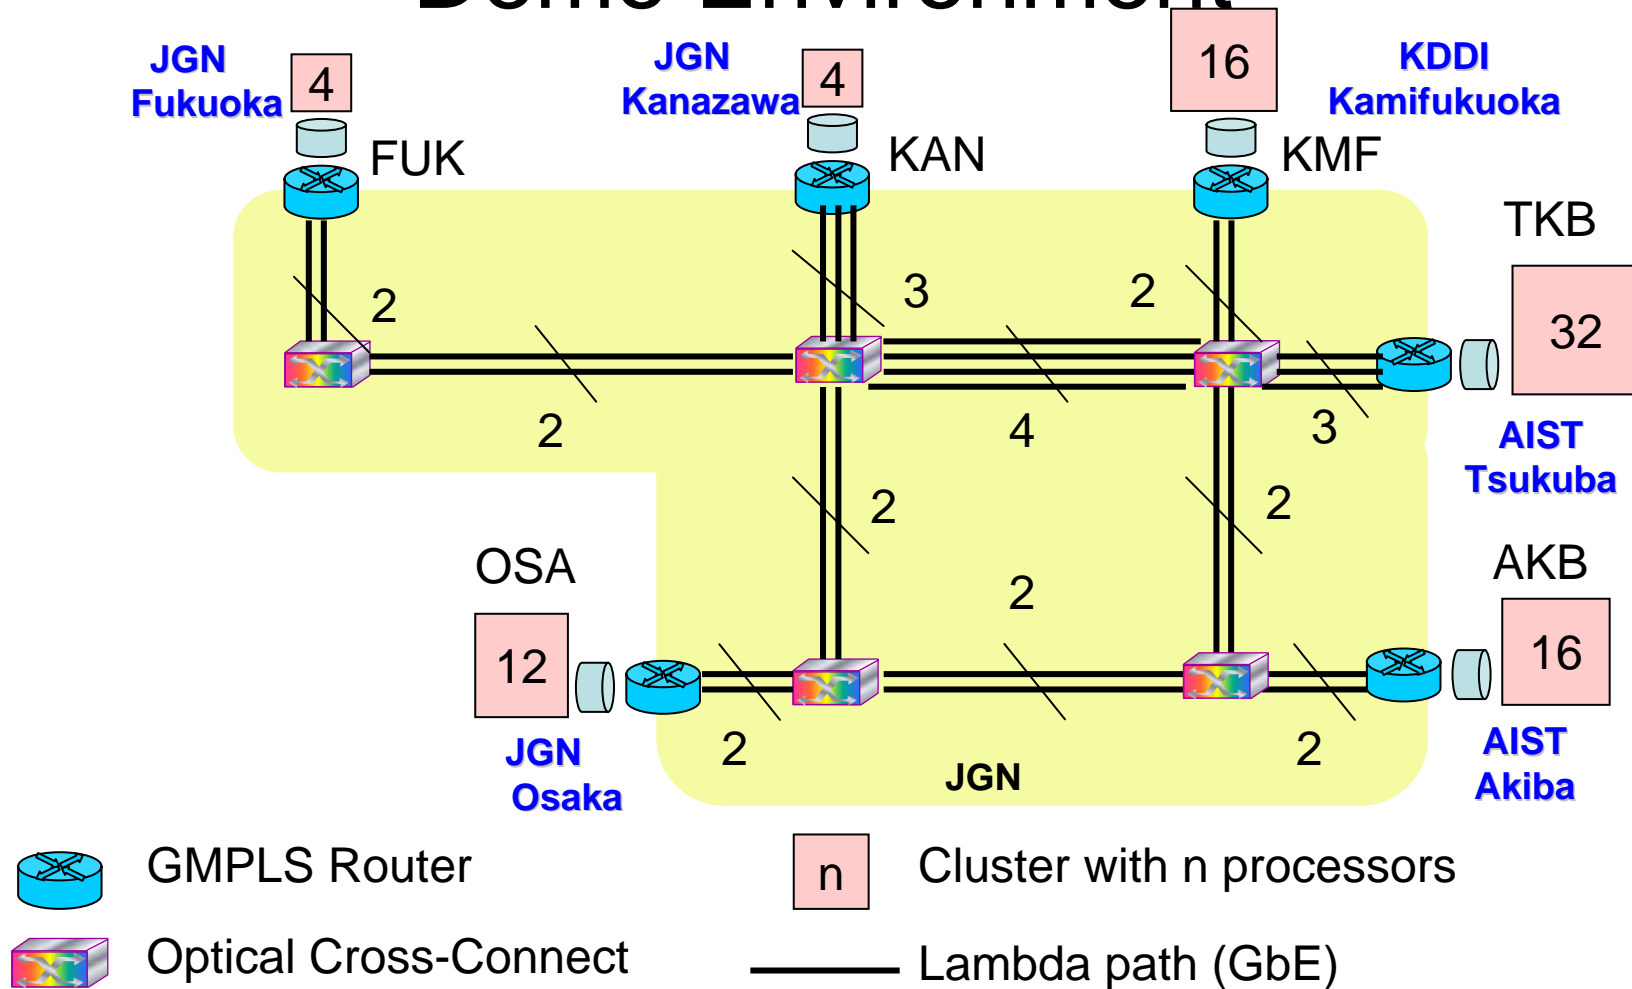 Demo Environment
JGN
Fukuoka
4
FUK
JGN
Kanazawa
4
KAN
16
KMF
KDDI
Kamifukuoka
TKB
32
AIST
Tsukuba
2
3
2
2
4
3
2
2
OSA
12
JGN
Osaka
2
2
2
JGN
AKB
16
AIST
Akiba
GMPLS Router
n
Cluster with n processors
Optical Cross-Connect
Lambda path (GbE)